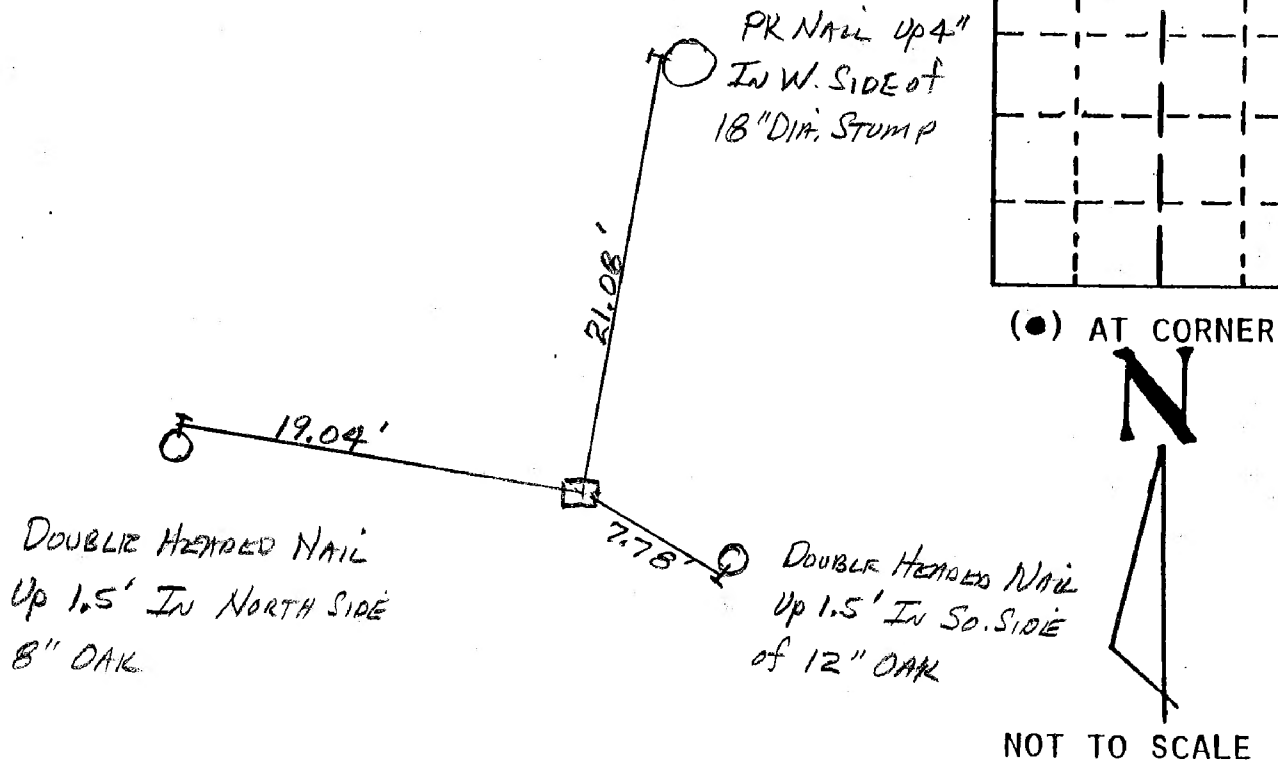 PK NAIL Up 4"
IN W. SIDE of
18" DIA. STUMP
21.08'
(●) AT CORNER
N
19.04'
7.78'
DOUBLE HEADED NAIL
Up 1.5' IN NORTH SIDE
8" OAK
DOUBLE HEADED NAIL
Up 1.5' IN SO. SIDE
of 12" OAK
NOT TO SCALE